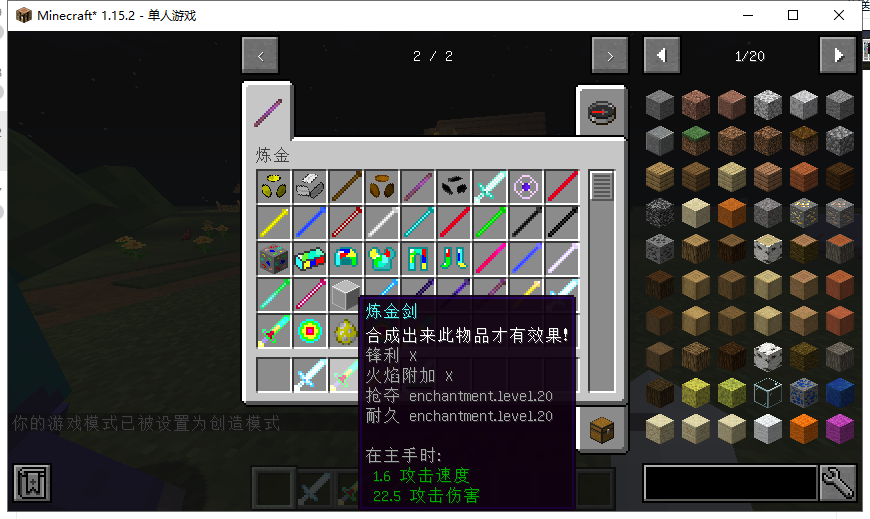 Minecraft* 1.15.2 - 单人游戏
<
2 / 2
>
1/20
炼金
炼金剑
合成出来此物品才有效果!
锋利 X
火焰附加 X
抢夺 enchantment.level.20
耐久 enchantment.level.20
在主手时:
1.6 攻击速度
22.5 攻击伤害
你的游戏模式已被设置为创造模式